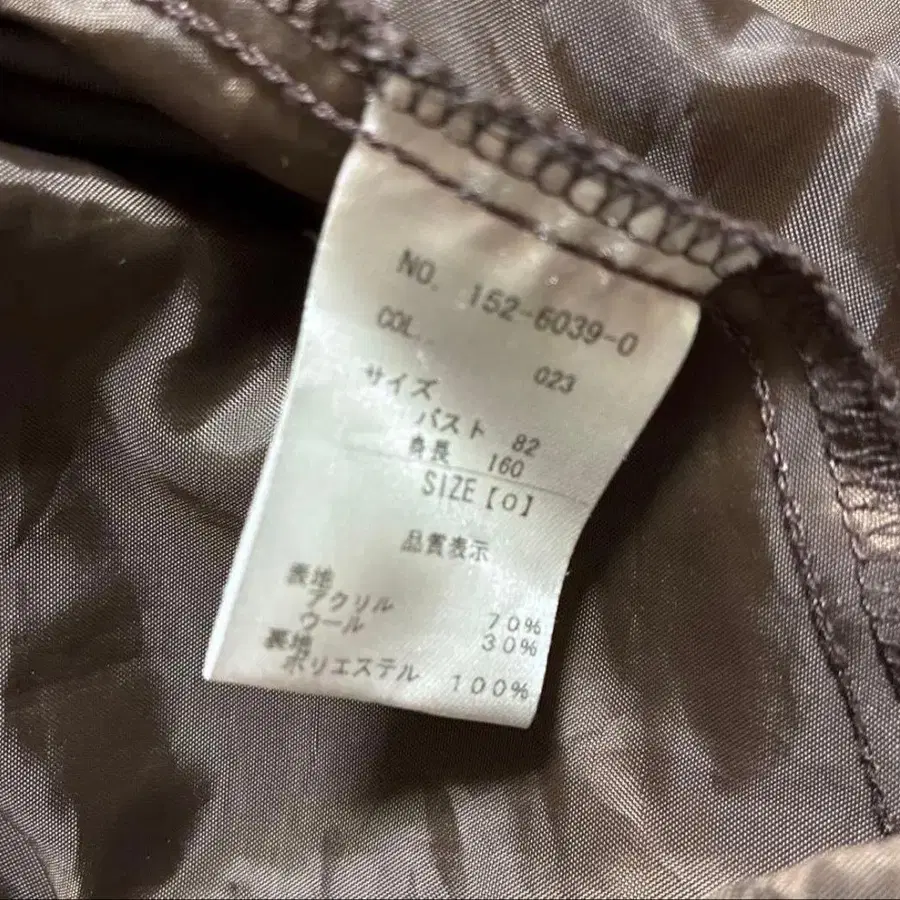 NO. 152-6039-0
COL. 023
サイズ
バスト 82
身長 160
SIZE【0】
品質表示
表地
アクリル 70%
ウール 30%
裏地
ポリエステル 100%